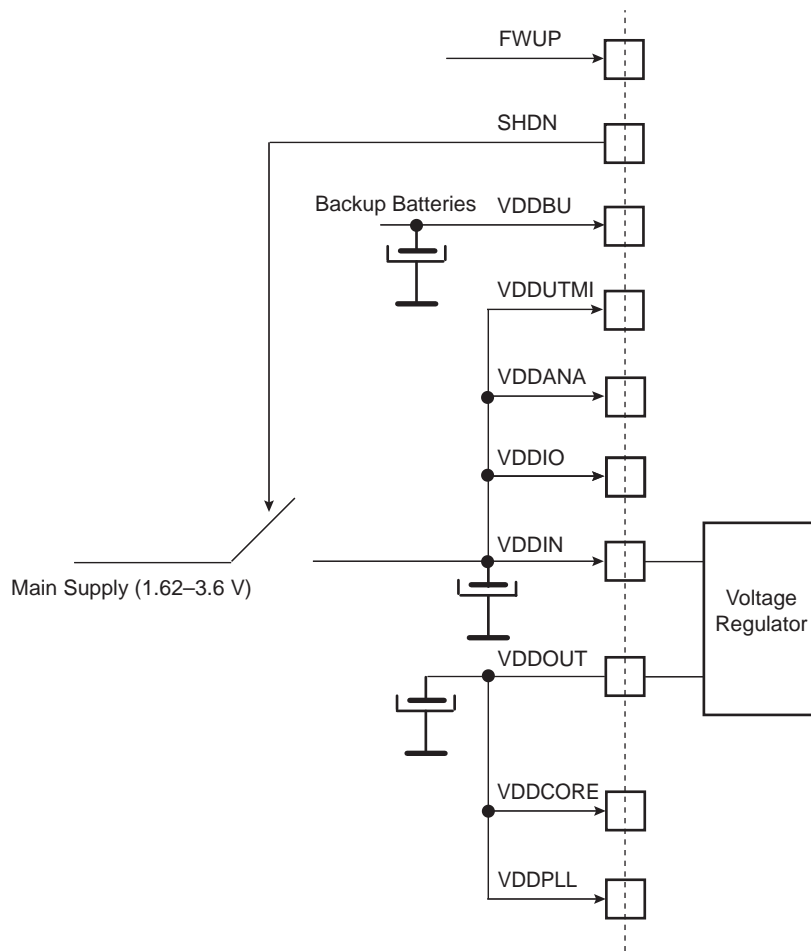 FWUP
SHDN
Backup Batteries
VDDBU
VDDUTMI
VDDANA
VDDIO
VDDIN
Main Supply (1.62–3.6 V)
Voltage
Regulator
VDDOUT
VDDCORE
VDDPLL